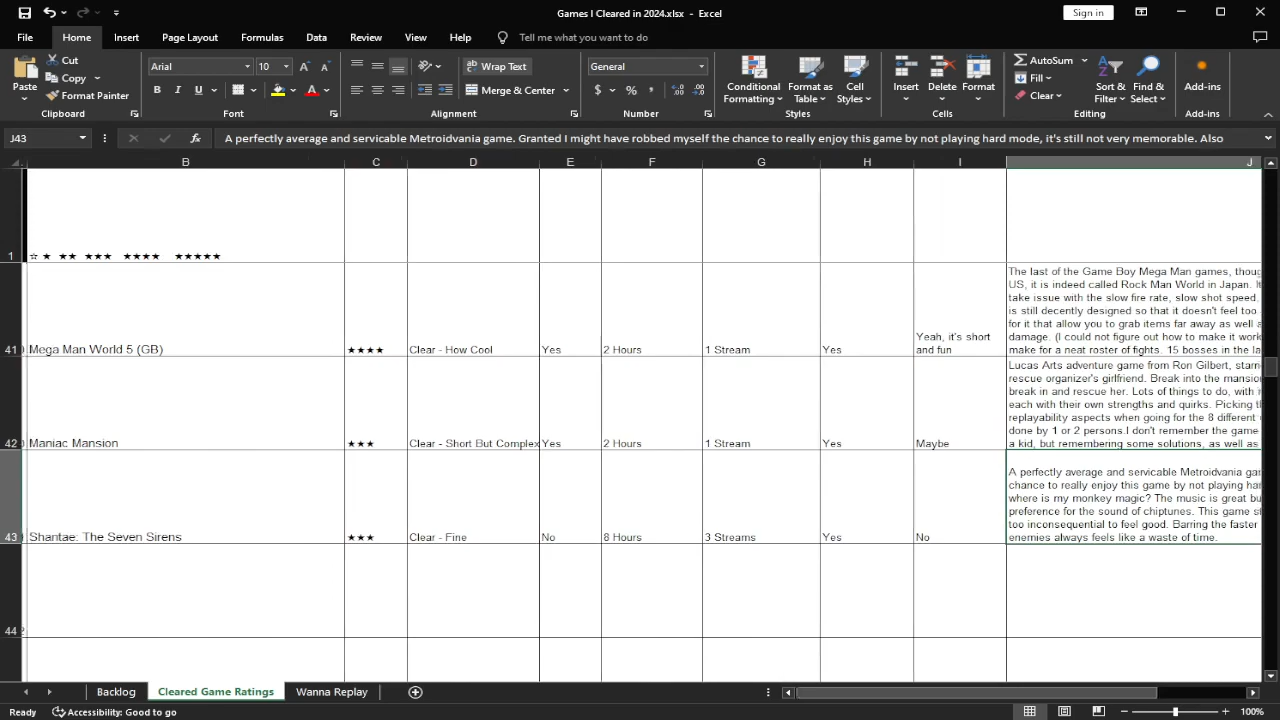 Games I Cleared in 2024.xlsx - Excel
Sign in
File Home Insert Page Layout Formulas Data Review View Help Tell me what you want to do
Paste
Cut
Copy
Format Painter
Clipboard
Arial 10
B I U
Font
Wrap Text
Merge & Center
Alignment
General
$ % ,
Number
Conditional Formatting
Format as Table
Cell Styles
Styles
Insert Delete Format
Cells
AutoSum
Fill
Clear
Sort & Filter
Find & Select
Editing
Add-ins
Add-ins
J43 fx A perfectly average and servicable Metroidvania game. Granted I might have robbed myself the chance to really enjoy this game by not playing hard mode, it's still not very memorable. Also
B C D E F G H I J
1 ☆ ★ ★★ ★★★ ★★★★ ★★★★★
41 Mega Man World 5 (GB) ★★★★ Clear - How Cool Yes 2 Hours 1 Stream Yes Yeah, it's short and fun
The last of the Game Boy Mega Man games, thoug
US, it is indeed called Rock Man World in Japan. It
take issue with the slow fire rate, slow shot speed,
is still decently designed so that it doesn't feel too
for it that allow you to grab items far away as well a
damage. (I could not figure out how to make it work
make for a neat roster of fights. 15 bosses in the la
42 Maniac Mansion ★★★ Clear - Short But Complex Yes 2 Hours 1 Stream Yes Maybe
Lucas Arts adventure game from Ron Gilbert, starri
rescue organizer's girlfriend. Break into the mansion
break in and rescue her. Lots of things to do, with
each with their own strengths and quirks. Picking th
replayability aspects when going for the 8 different
done by 1 or 2 persons.I don't remember the game
a kid, but remembering some solutions, as well as
43 Shantae: The Seven Sirens ★★★ Clear - Fine No 8 Hours 3 Streams Yes No
A perfectly average and servicable Metroidvania gam
chance to really enjoy this game by not playing har
where is my monkey magic? The music is great bu
preference for the sound of chiptunes. This game st
too inconsequential to feel good. Barring the faster
enemies always feels like a waste of time.
44
Backlog Cleared Game Ratings Wanna Replay
Ready Accessibility: Good to go 100%